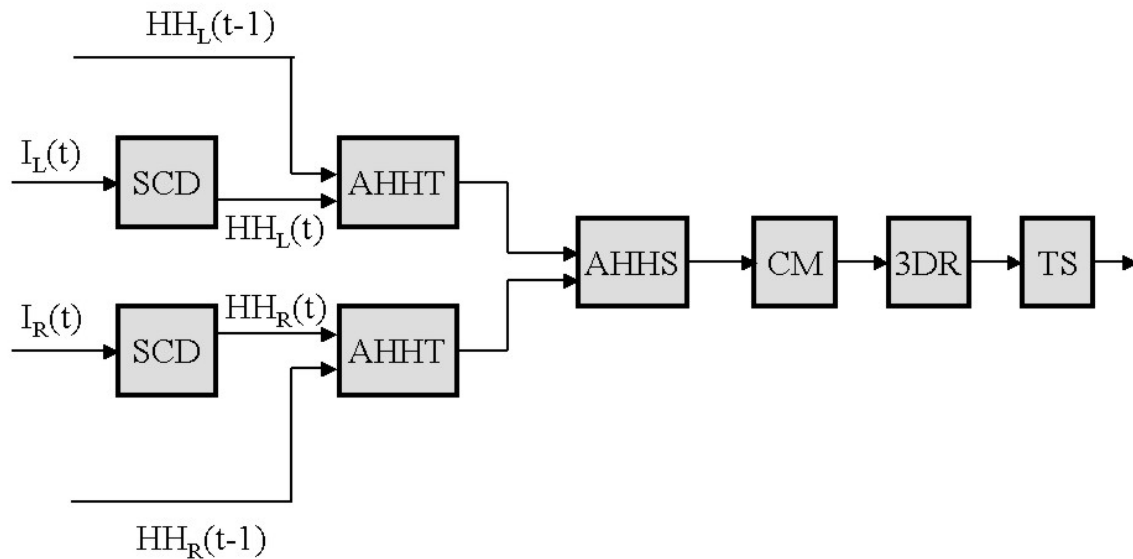 HH_L(t-1)
I_L(t)
SCD
HH_L(t)
AHHT
AHHS
CM
3DR
TS
I_R(t)
SCD
HH_R(t)
AHHT
HH_R(t-1)